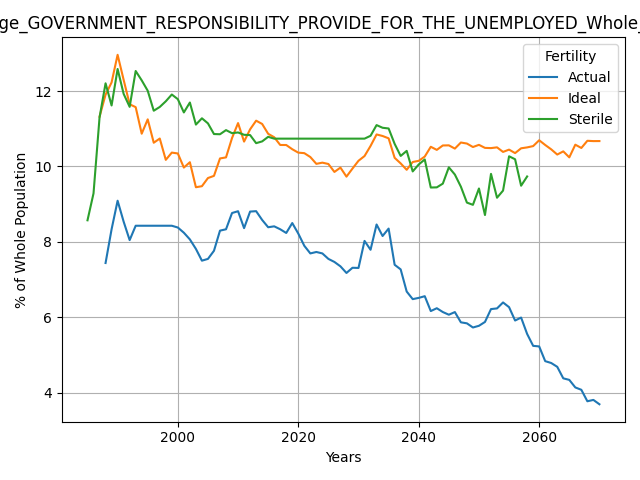 ge_GOVERNMENT_RESPONSIBILITY_PROVIDE_FOR_THE_UNEMPLOYED_Whole_
Fertility
Actual
Ideal
Sterile
% of Whole Population
12
10
8
6
4
2000 2020 2040 2060
Years